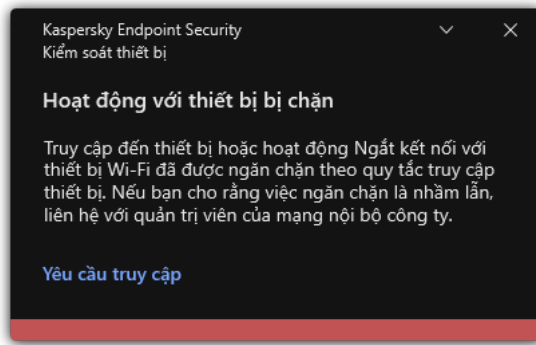 Kaspersky Endpoint Security
Kiểm soát thiết bị
Hoạt động với thiết bị bị chặn
Truy cập đến thiết bị hoặc hoạt động Ngắt kết nối với
thiết bị Wi-Fi đã được ngăn chặn theo quy tắc truy cập
thiết bị. Nếu bạn cho rằng việc ngăn chặn là nhầm lẫn,
liên hệ với quản trị viên của mạng nội bộ công ty.
Yêu cầu truy cập